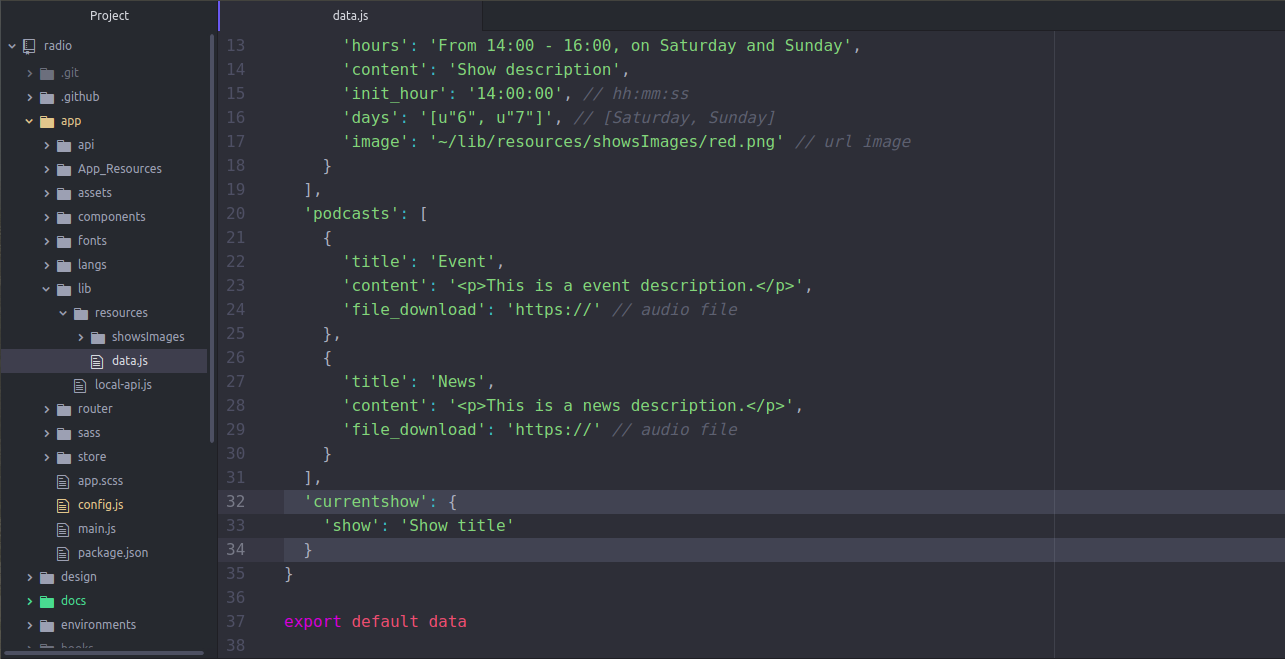 Project
radio
.git
.github
app
api
App_Resources
assets
components
fonts
langs
lib
resources
showsImages
data.js
local-api.js
router
sass
store
app.scss
config.js
main.js
package.json
design
docs
environments
hooks
data.js
13 'hours': 'From 14:00 - 16:00, on Saturday and Sunday',
14 'content': 'Show description',
15 'init_hour': '14:00:00', // hh:mm:ss
16 'days': '[u"6", u"7"]', // [Saturday, Sunday]
17 'image': '~/lib/resources/showsImages/red.png' // url image
18 }
19 ],
20 'podcasts': [
21 {
22 'title': 'Event',
23 'content': '<p>This is a event description.</p>',
24 'file_download': 'https://' // audio file
25 },
26 {
27 'title': 'News',
28 'content': '<p>This is a news description.</p>',
29 'file_download': 'https://' // audio file
30 }
31 ],
32 'currentshow': {
33 'show': 'Show title'
34 }
35 }
36
37 export default data
38